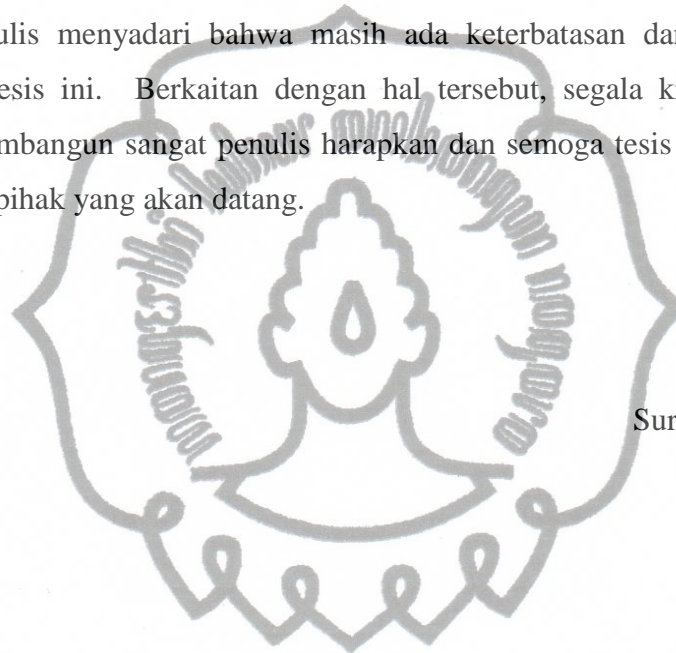 ulis menyadari bahwa masih ada keterbatasan dar
esis ini. Berkaitan dengan hal tersebut, segala k
mbangun sangat penulis harapkan dan semoga tesis
pihak yang akan datang.
Sur